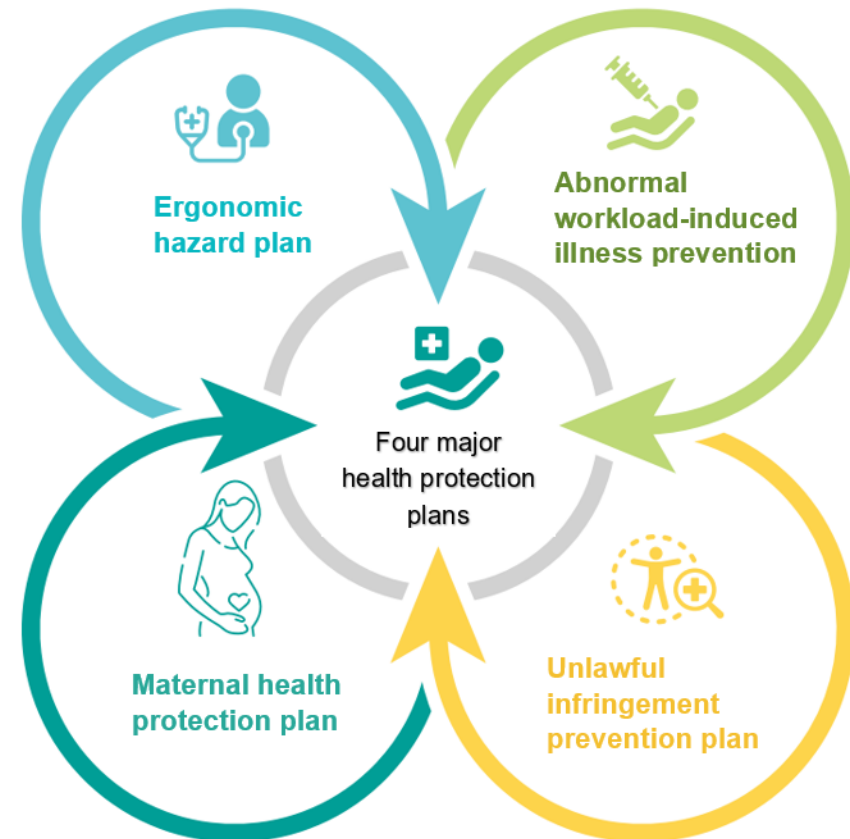 Ergonomic
hazard plan
Abnormal
workload-induced
illness prevention
Four major
health protection
plans
Maternal health
protection plan
Unlawful
infringement
prevention plan